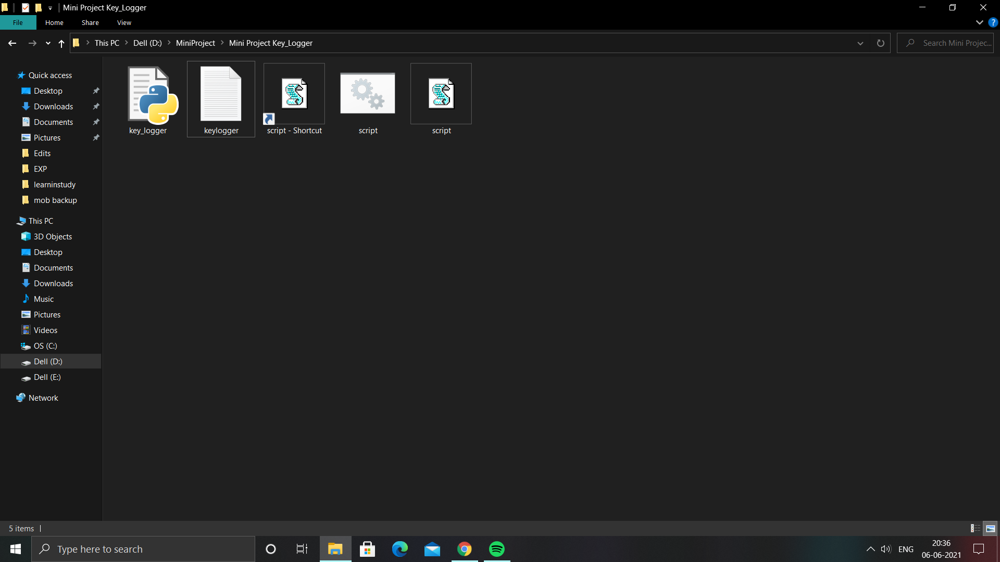 Mini Project Key_Logger
File Home Share View
This PC Dell (D:) MiniProject Mini Project Key_Logger
Search Mini Projec...
key_logger
keylogger
script - Shortcut
script
script
Quick access
Desktop
Downloads
Documents
Pictures
Edits
EXP
learninstudy
mob backup
This PC
3D Objects
Desktop
Documents
Downloads
Music
Pictures
Videos
OS (C:)
Dell (D:)
Dell (E:)
Network
5 items
Type here to search
ENG
20:36
06-06-2021